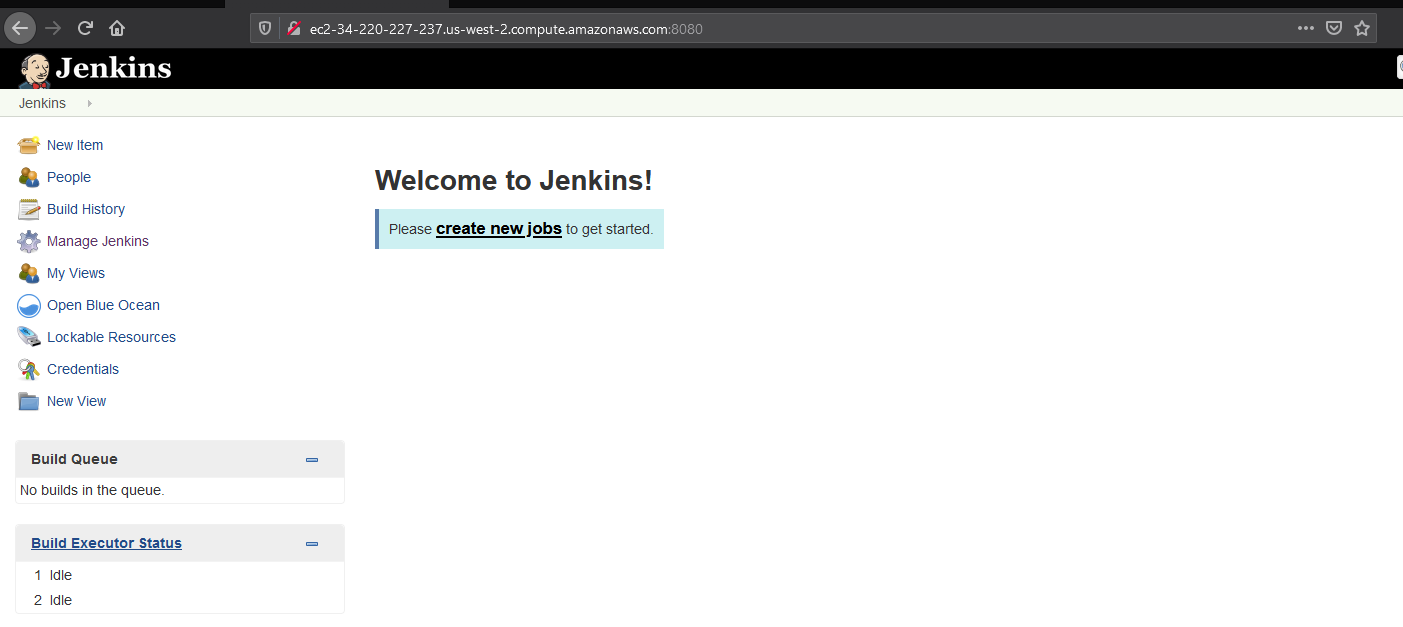 ec2-34-220-227-237.us-west-2.compute.amazonaws.com:8080
Jenkins
Jenkins
New Item
People
Build History
Manage Jenkins
My Views
Open Blue Ocean
Lockable Resources
Credentials
New View
Build Queue
No builds in the queue.
Build Executor Status
1 Idle
2 Idle
Welcome to Jenkins!
Please create new jobs to get started.